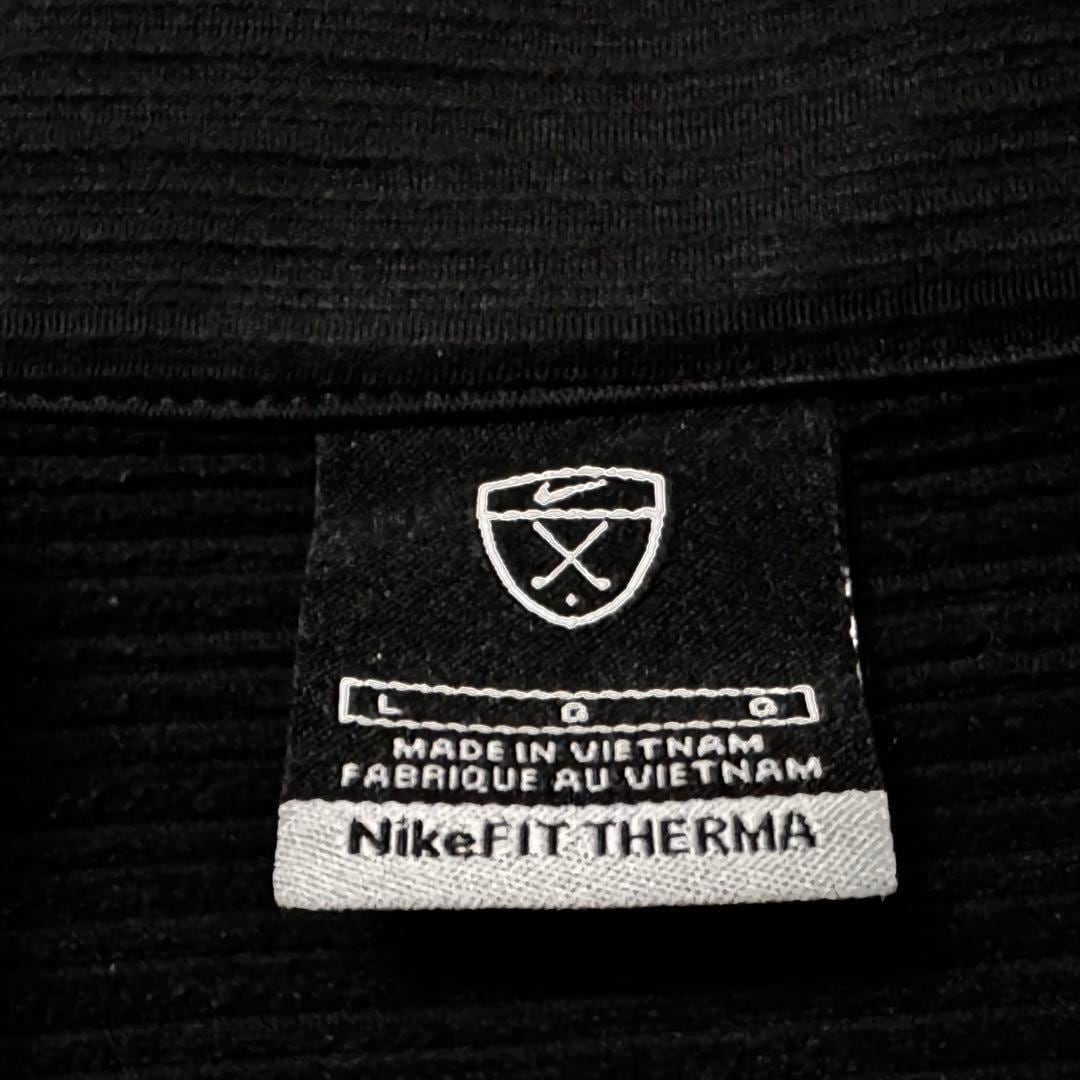 L G G
MADE IN VIETNAM
FABRIQUE AU VIETNAM
NikeFIT THERMA